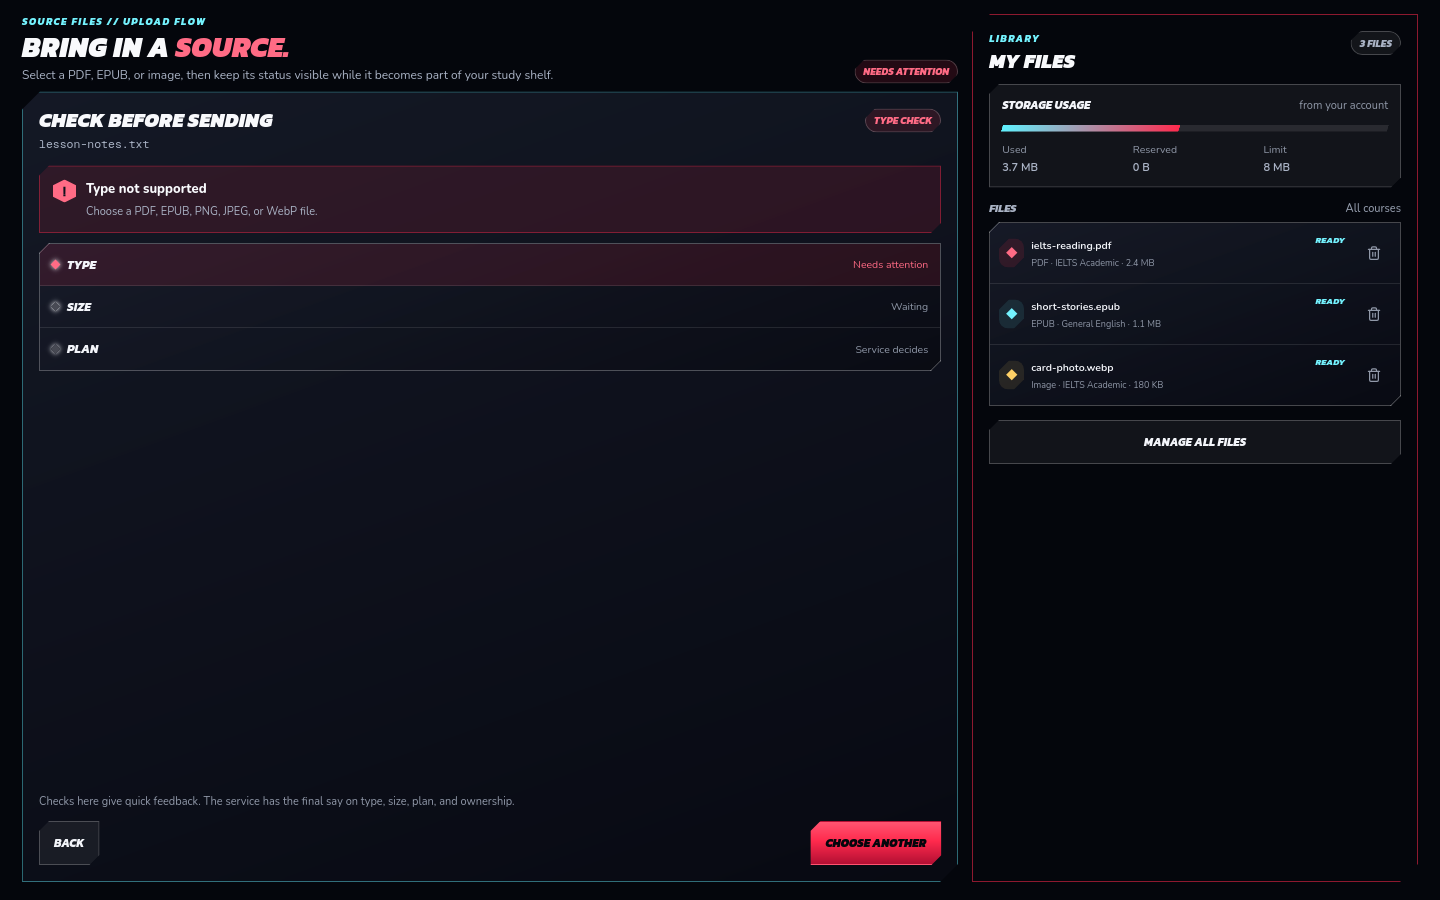 SOURCE FILES // UPLOAD FLOW
BRING IN A SOURCE.
Select a PDF, EPUB, or image, then keep its status visible while it becomes part of your study shelf.
NEEDS ATTENTION
CHECK BEFORE SENDING
TYPE CHECK
lesson-notes.txt
!
Type not supported
Choose a PDF, EPUB, PNG, JPEG, or WebP file.
TYPE
Needs attention
SIZE
Waiting
PLAN
Service decides
Checks here give quick feedback. The service has the final say on type, size, plan, and ownership.
BACK
CHOOSE ANOTHER
LIBRARY
MY FILES
3 FILES
STORAGE USAGE
from your account
Used
Reserved
Limit
3.7 MB
0 B
8 MB
FILES
All courses
ielts-reading.pdf
READY
PDF · IELTS Academic · 2.4 MB
short-stories.epub
READY
EPUB · General English · 1.1 MB
card-photo.webp
READY
Image · IELTS Academic · 180 KB
MANAGE ALL FILES